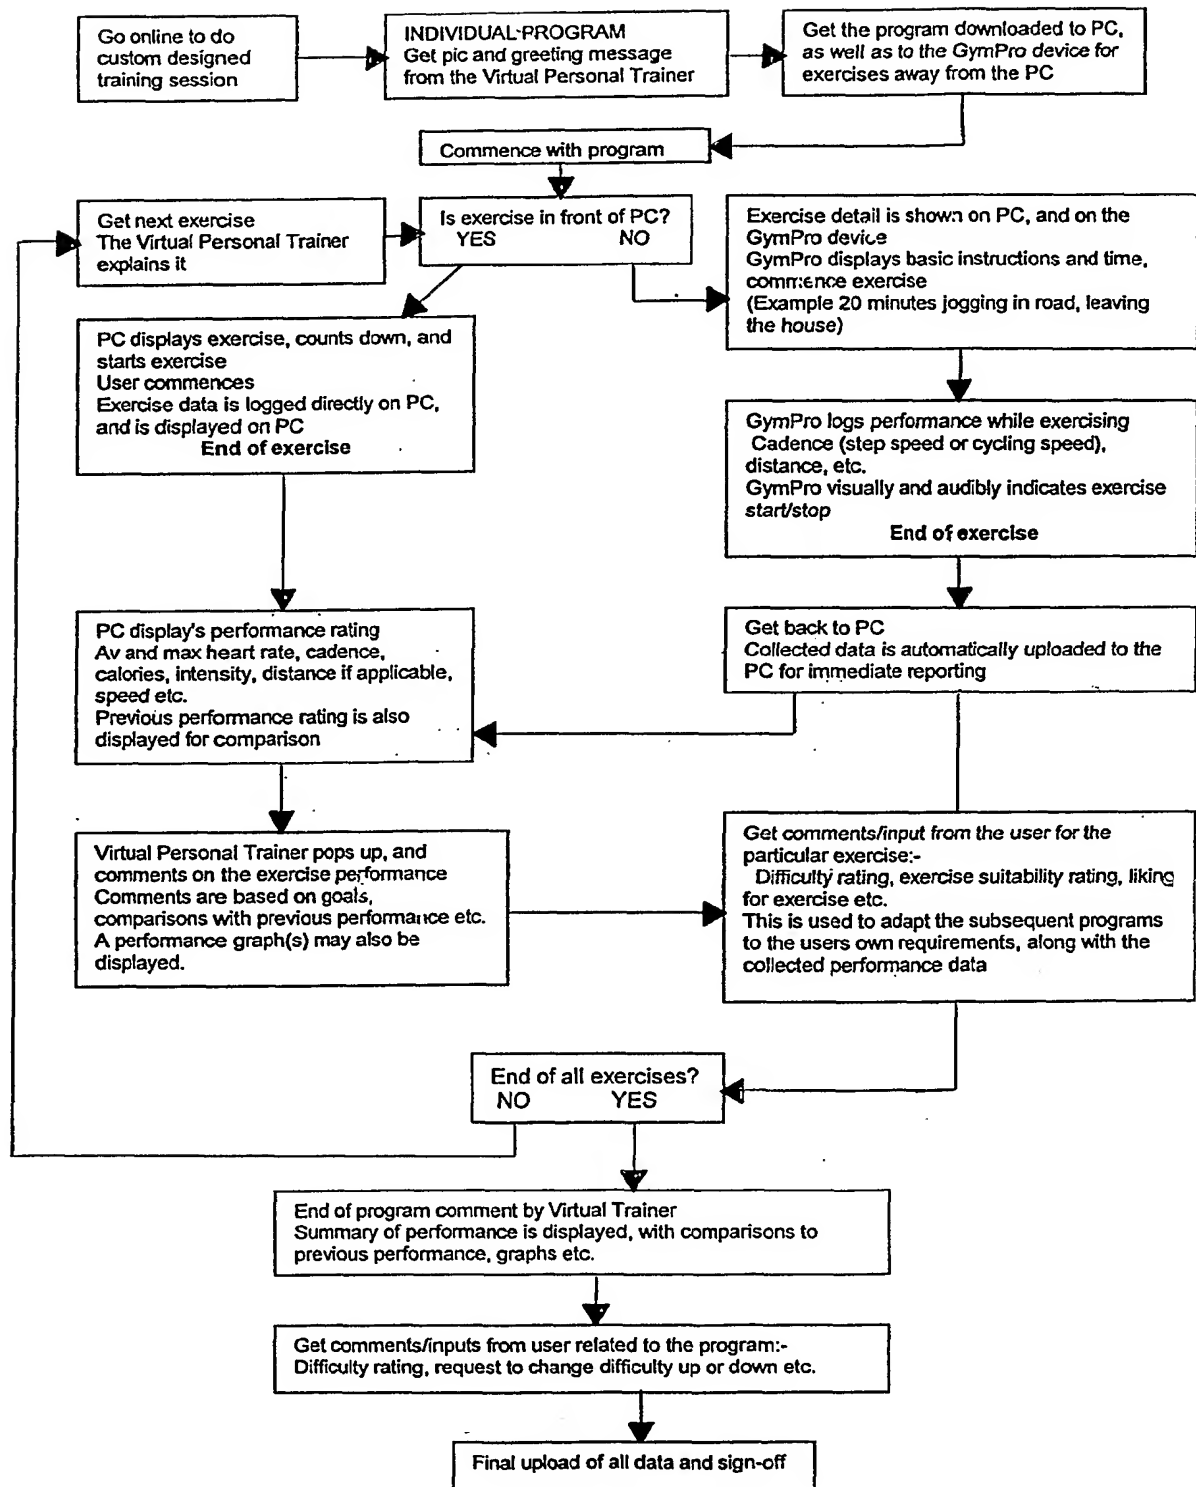 Go online to do
custom designed
training session
INDIVIDUAL-PROGRAM
Get pic and greeting message
from the Virtual Personal Trainer
Get the program downloaded to PC,
as well as to the GymPro device for
exercises away from the PC
Commence with program
Get next exercise
The Virtual Personal Trainer
explains it
Is exercise in front of PC?
YES NO
Exercise detail is shown on PC, and on the
GymPro device
GymPro displays basic instructions and time,
commence exercise
(Example 20 minutes jogging in road, leaving
the house)
PC displays exercise, counts down, and
starts exercise
User commences
Exercise data is logged directly on PC,
and is displayed on PC
End of exercise
GymPro logs performance while exercising
Cadence (step speed or cycling speed),
distance, etc.
GymPro visually and audibly indicates exercise
start/stop
End of exercise
PC display's performance rating
Av and max heart rate, cadence,
calories, intensity, distance if applicable,
speed etc.
Previous performance rating is also
displayed for comparison
Get back to PC
Collected data is automatically uploaded to the
PC for immediate reporting
Virtual Personal Trainer pops up, and
comments on the exercise performance
Comments are based on goals,
comparisons with previous performance etc.
A performance graph(s) may also be
displayed.
Get comments/input from the user for the
particular exercise:-
Difficulty rating, exercise suitability rating, liking
for exercise etc.
This is used to adapt the subsequent programs
to the users own requirements, along with the
collected performance data
End of all exercises?
NO YES
End of program comment by Virtual Trainer
Summary of performance is displayed, with comparisons to
previous performance, graphs etc.
Get comments/inputs from user related to the program:-
Difficulty rating, request to change difficulty up or down etc.
Final upload of all data and sign-off